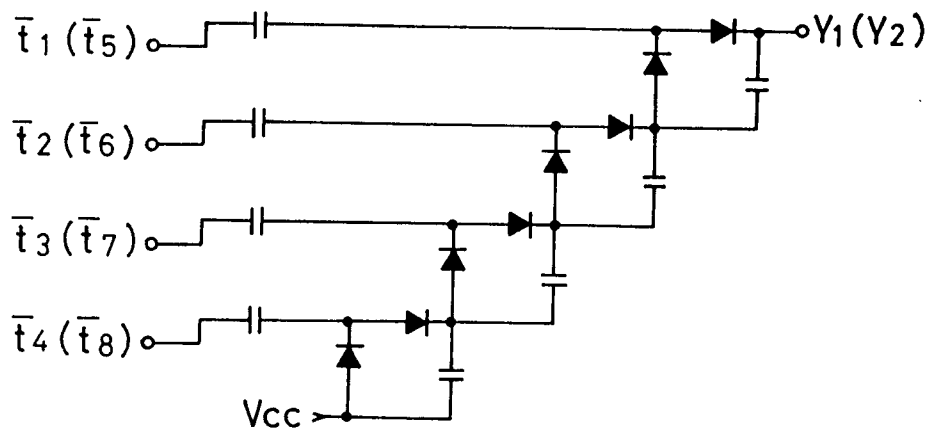 t̄1(t̄5)
Y1(Y2)
t̄2(t̄6)
t̄3(t̄7)
t̄4(t̄8)
Vcc